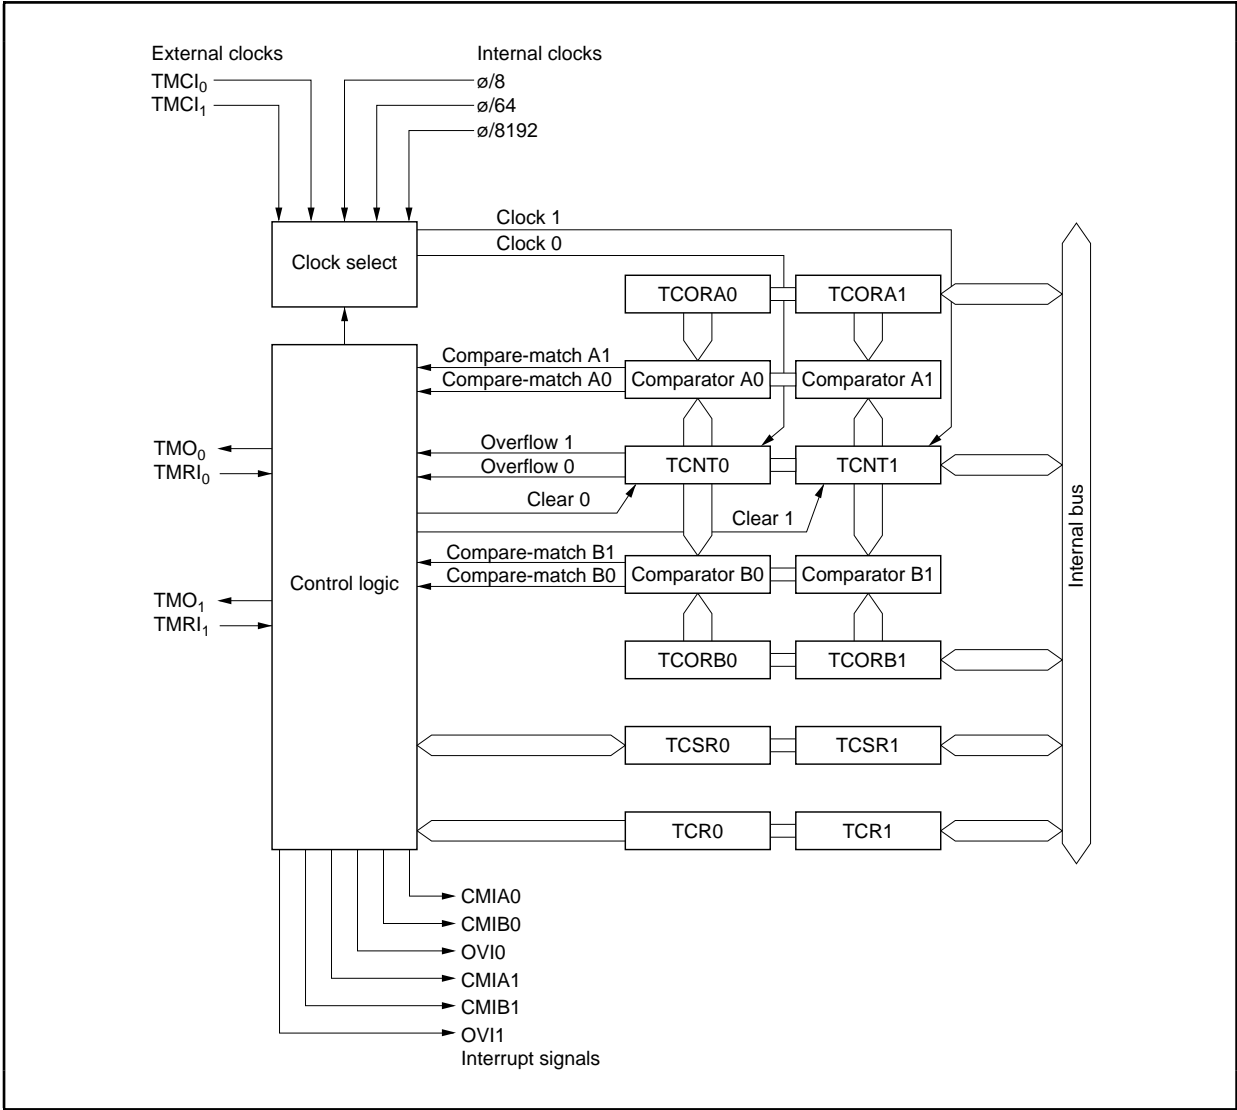 External clocks
Internal clocks
TMCI0
ø/8
TMCI1
ø/64
ø/8192
Clock 1
Clock 0
Clock select
TCORA0
TCORA1
Compare-match A1
Compare-match A0
Comparator A0
Comparator A1
TMO0
TMRI0
Overflow 1
Overflow 0
TCNT0
TCNT1
Clear 0
Clear 1
Internal bus
Compare-match B1
Compare-match B0
Comparator B0
Comparator B1
Control logic
TMO1
TMRI1
TCORB0
TCORB1
TCSR0
TCSR1
TCR0
TCR1
CMIA0
CMIB0
OVI0
CMIA1
CMIB1
OVI1
Interrupt signals